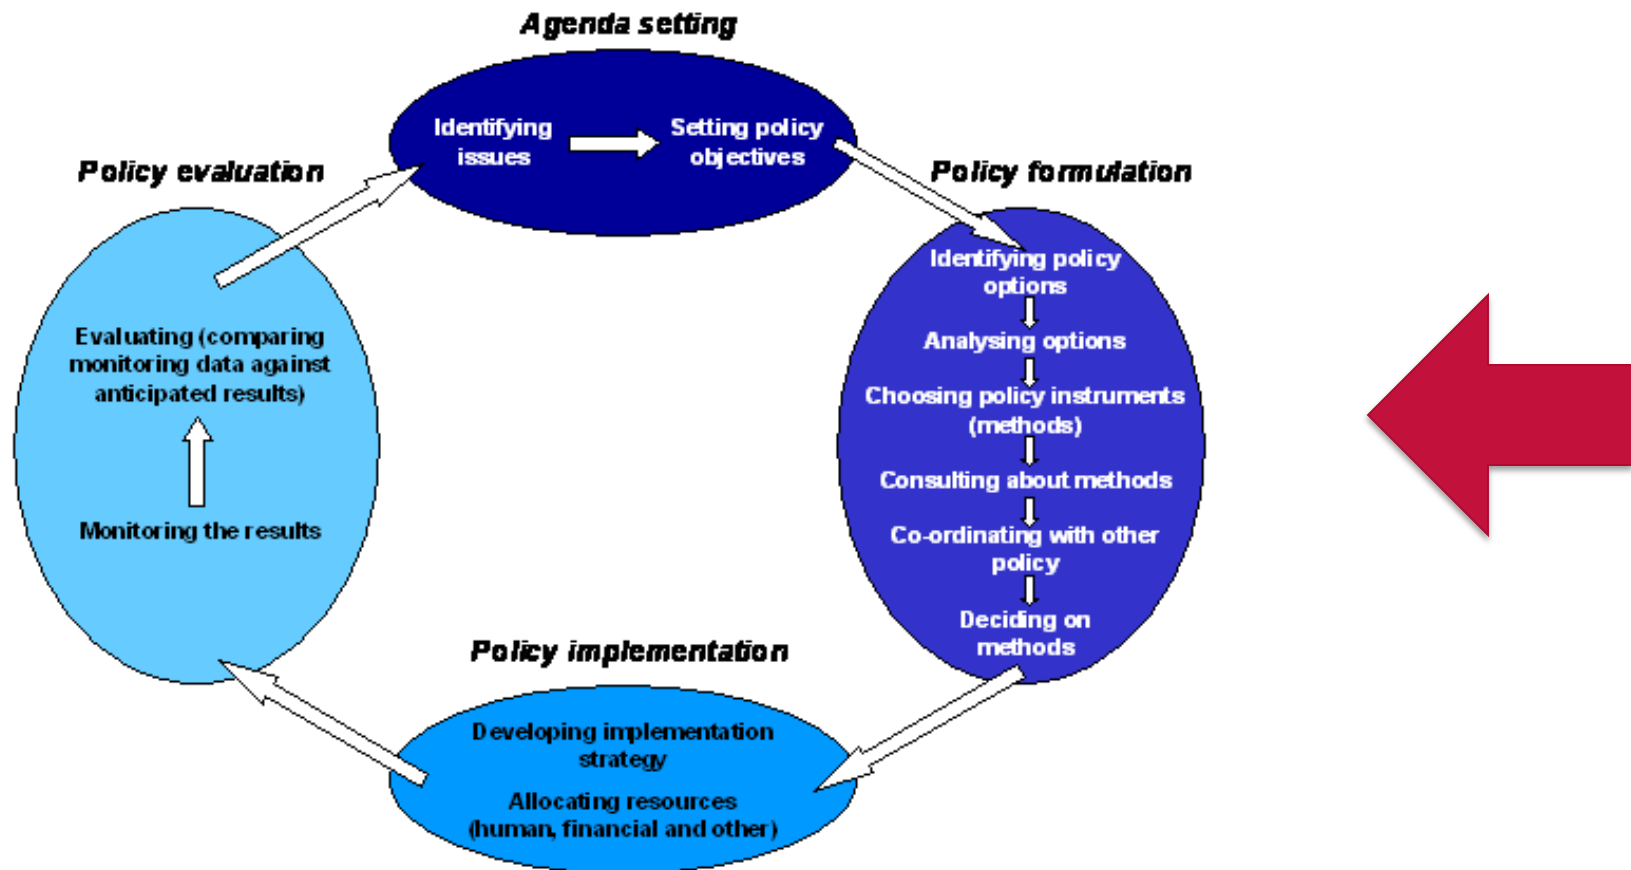 Agenda setting
Identifying
issues
Setting policy
objectives
Policy evaluation
Policy formulation
Identifying policy
options
Analysing options
Choosing policy instruments
(methods)
Consulting about methods
Co-ordinating with other
policy
Deciding on
methods
Evaluating (comparing
monitoring data against
anticipated results)
Monitoring the results
Policy implementation
Developing implementation
strategy
Allocating resources
(human, financial and other)